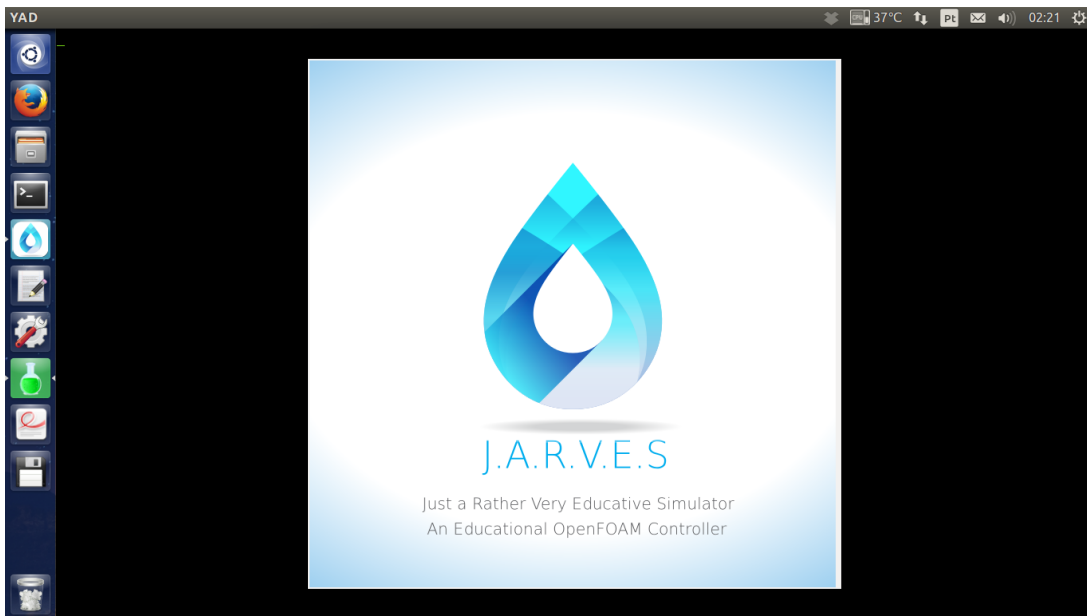 YAD
37°C
Pt
02:21
J.A.R.V.E.S
Just a Rather Very Educative Simulator
An Educational OpenFOAM Controller